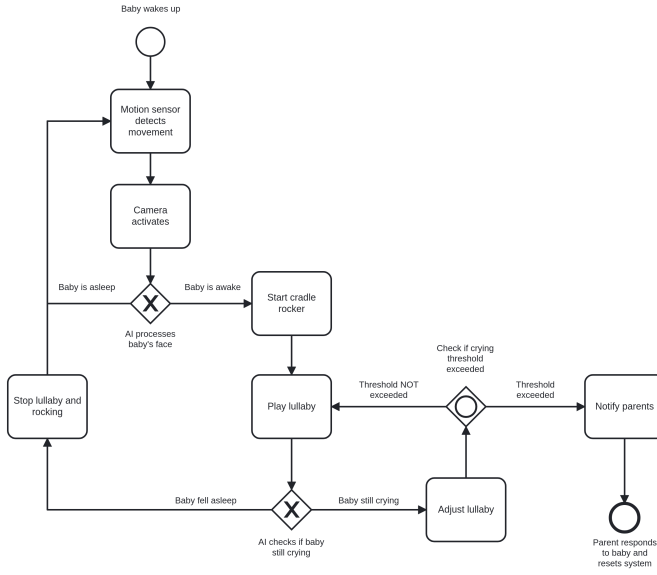 Baby wakes up
Motion sensor
detects
movement
Camera
activates
Baby is asleep
Baby is awake
AI processes
baby's face
Start cradle
rocker
Check if crying
threshold
exceeded
Stop lullaby and
rocking
Play lullaby
Threshold NOT
exceeded
Threshold
exceeded
Notify parents
Baby fell asleep
Baby still crying
AI checks if baby
still crying
Adjust lullaby
Parent responds
to baby and
resets system